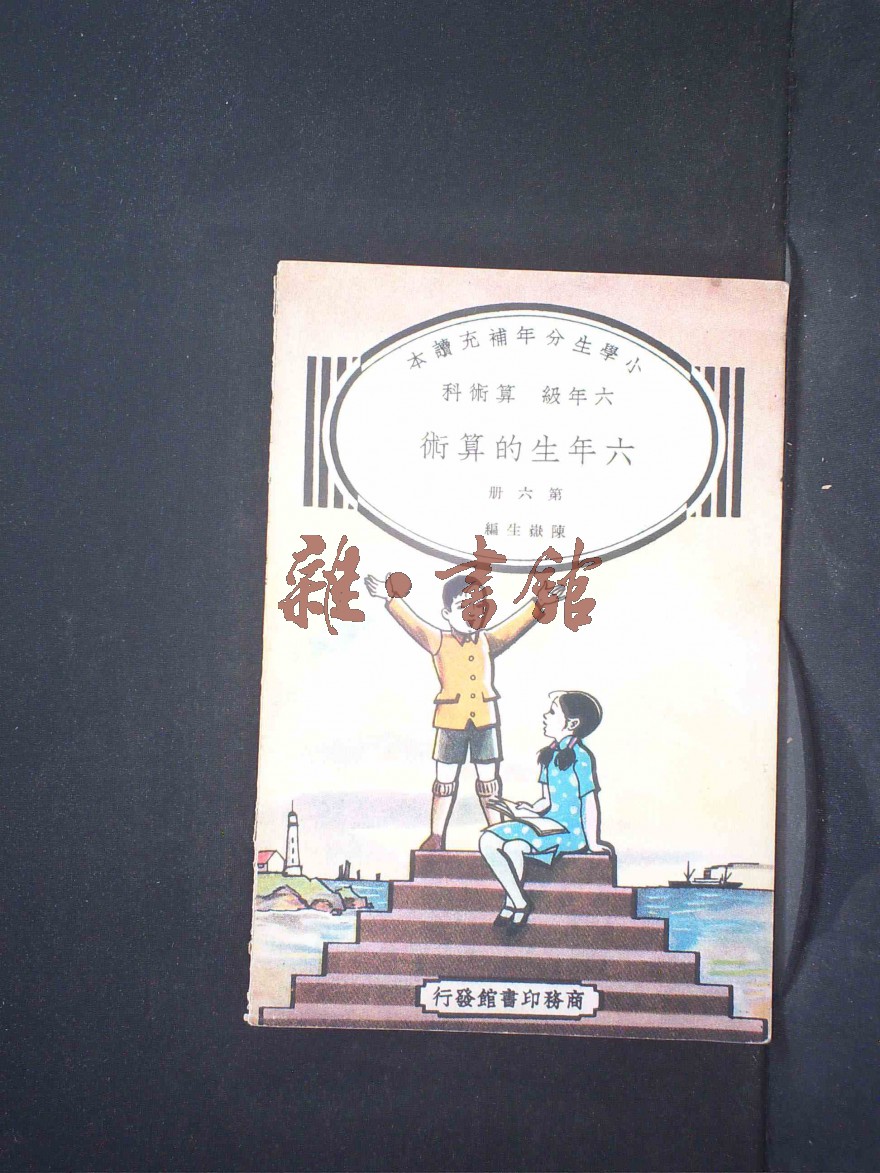 小學生分年補充讀本
六年級 算術科
六年生的算術
第六册
陳嶽生編
雜·書館
商務印書館發行